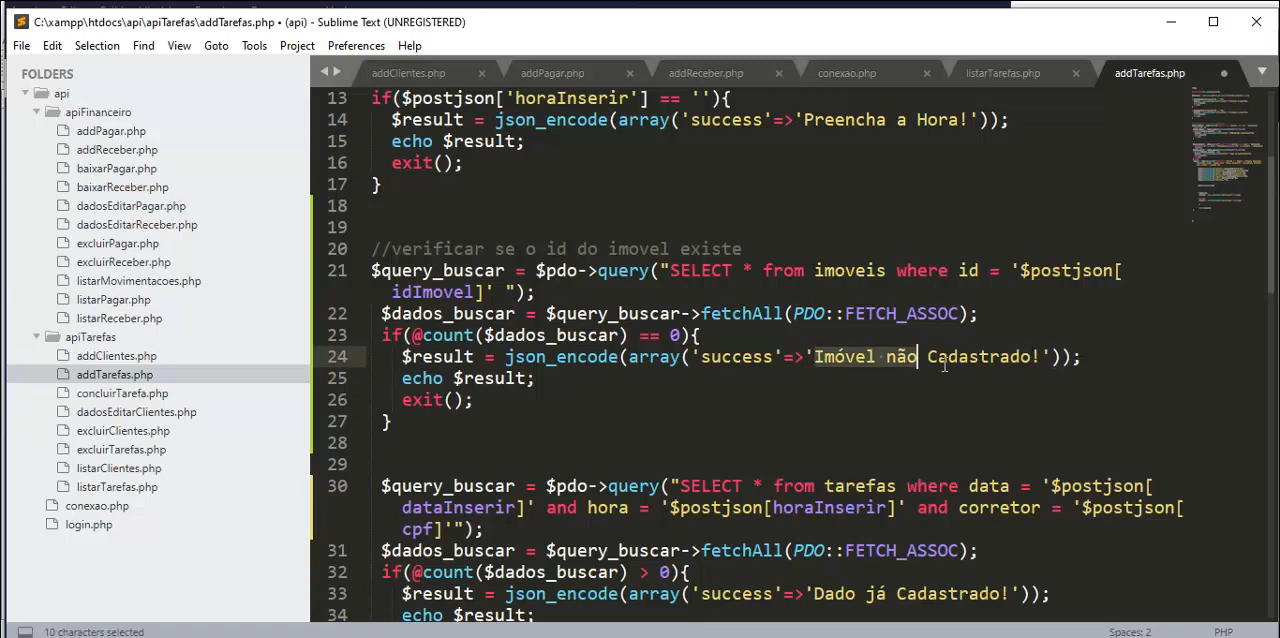 C:\xampp\htdocs\api\apiTarefas\addTarefas.php • (api) - Sublime Text (UNREGISTERED)
File Edit Selection Find View Goto Tools Project Preferences Help
FOLDERS
api
apiFinanceiro
addPagar.php
addReceber.php
baixarPagar.php
baixarReceber.php
dadosEditarPagar.php
dadosEditarReceber.php
excluirPagar.php
excluirReceber.php
listarMovimentacoes.php
listarPagar.php
listarReceber.php
apiTarefas
addClientes.php
addTarefas.php
concluirTarefa.php
dadosEditarClientes.php
excluirClientes.php
excluirTarefas.php
listarClientes.php
listarTarefas.php
conexao.php
login.php
addClientes.php × addPagar.php × addReceber.php × conexao.php × listarTarefas.php × addTarefas.php
13 if($postjson['horaInserir'] == ''){
14 $result = json_encode(array('success'=>'Preencha a Hora!'));
15 echo $result;
16 exit();
17 }
18
19
20 //verificar se o id do imovel existe
21 $query_buscar = $pdo->query("SELECT * from imoveis where id = '$postjson[
idImovel]' ");
22 $dados_buscar = $query_buscar->fetchAll(PDO::FETCH_ASSOC);
23 if(@count($dados_buscar) == 0){
24 $result = json_encode(array('success'=>'Imóvel não Cadastrado!'));
25 echo $result;
26 exit();
27 }
28
29
30 $query_buscar = $pdo->query("SELECT * from tarefas where data = '$postjson[
dataInserir]' and hora = '$postjson[horaInserir]' and corretor = '$postjson[
cpf]'");
31 $dados_buscar = $query_buscar->fetchAll(PDO::FETCH_ASSOC);
32 if(@count($dados_buscar) > 0){
33 $result = json_encode(array('success'=>'Dado já Cadastrado!'));
34 echo $result;
10 characters selected
Spaces: 2
PHP